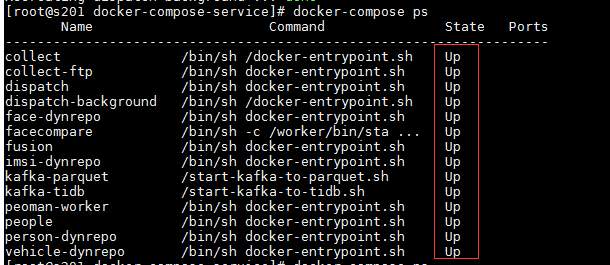 [root@s201 docker-compose-service]# docker-compose ps
Name Command State Ports
------------------------------------------------------------------------
collect /bin/sh /docker-entrypoint.sh Up
collect-ftp /bin/sh docker-entrypoint.sh Up
dispatch /bin/sh docker-entrypoint.sh Up
dispatch-background /bin/sh /docker-entrypoint.sh Up
face-dynrepo /bin/sh docker-entrypoint.sh Up
facecompare /bin/sh -c /worker/bin/sta ... Up
fusion /bin/sh docker-entrypoint.sh Up
imsi-dynrepo /bin/sh docker-entrypoint.sh Up
kafka-parquet /start-kafka-to-parquet.sh Up
kafka-tidb /start-kafka-to-tidb.sh Up
peoman-worker /bin/sh docker-entrypoint.sh Up
people /bin/sh docker-entrypoint.sh Up
person-dynrepo /bin/sh docker-entrypoint.sh Up
vehicle-dynrepo /bin/sh docker-entrypoint.sh Up